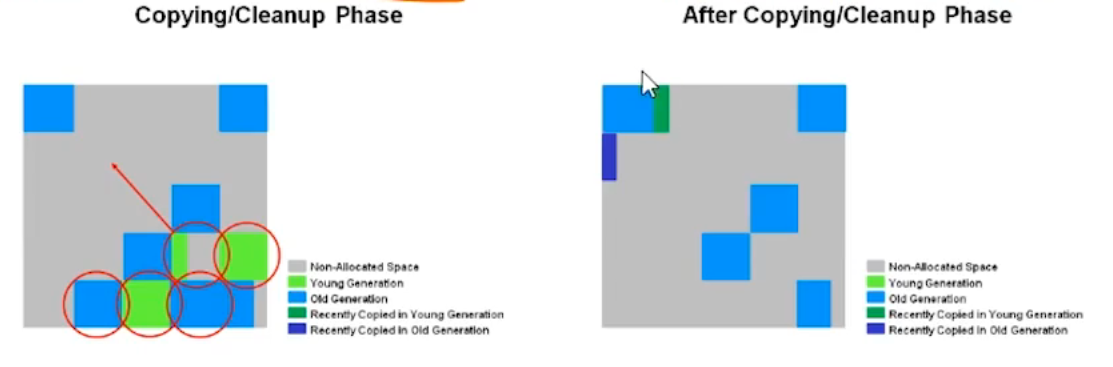 Copying/Cleanup Phase
After Copying/Cleanup Phase
Non-Allocated Space
Young Generation
Old Generation
Recently Copied in Young Generation
Recently Copied in Old Generation
Non-Allocated Space
Young Generation
Old Generation
Recently Copied in Young Generation
Recently Copied in Old Generation